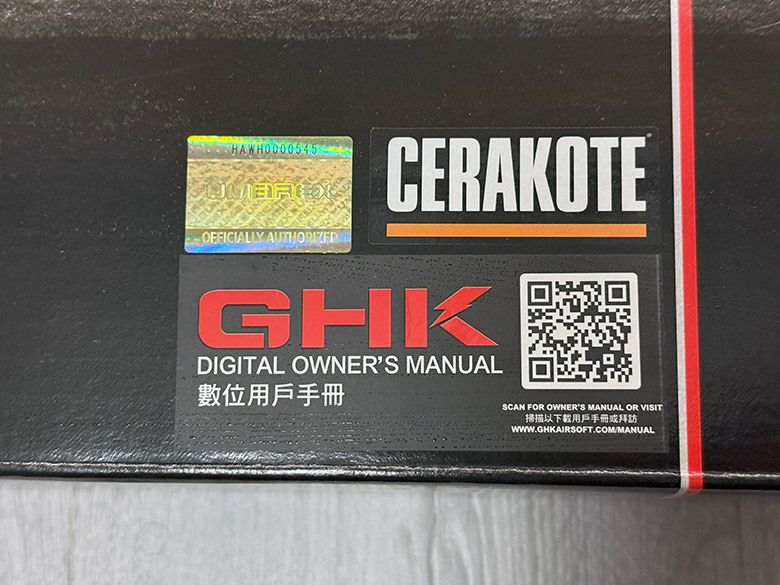 HAWH0000545
UMAREX
OFFICIALLY AUTHORIZED
CERAKOTE
GHK
DIGITAL OWNER'S MANUAL
數位用戶手冊
SCAN FOR OWNER'S MANUAL OR VISIT
掃描以下載用戶手冊或拜訪
WWW.GHKAIRSOFT.COM/MANUAL